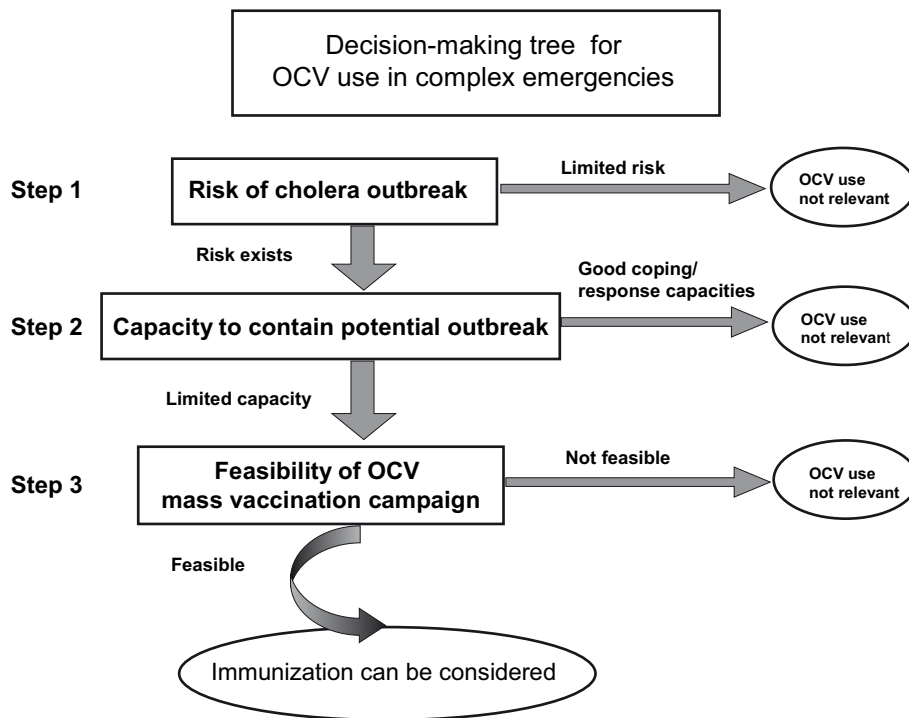 Decision-making tree for
OCV use in complex emergencies
Step 1
Risk of cholera outbreak
Limited risk
OCV use
not relevant
Risk exists
Step 2
Capacity to contain potential outbreak
Good coping/
response capacities
OCV use
not relevant
Limited capacity
Step 3
Feasibility of OCV
mass vaccination campaign
Not feasible
OCV use
not relevant
Feasible
Immunization can be considered